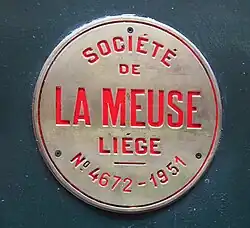 SOCIÉTÉ
DE
LA MEUSE
LIÉGE
No 4672-1951